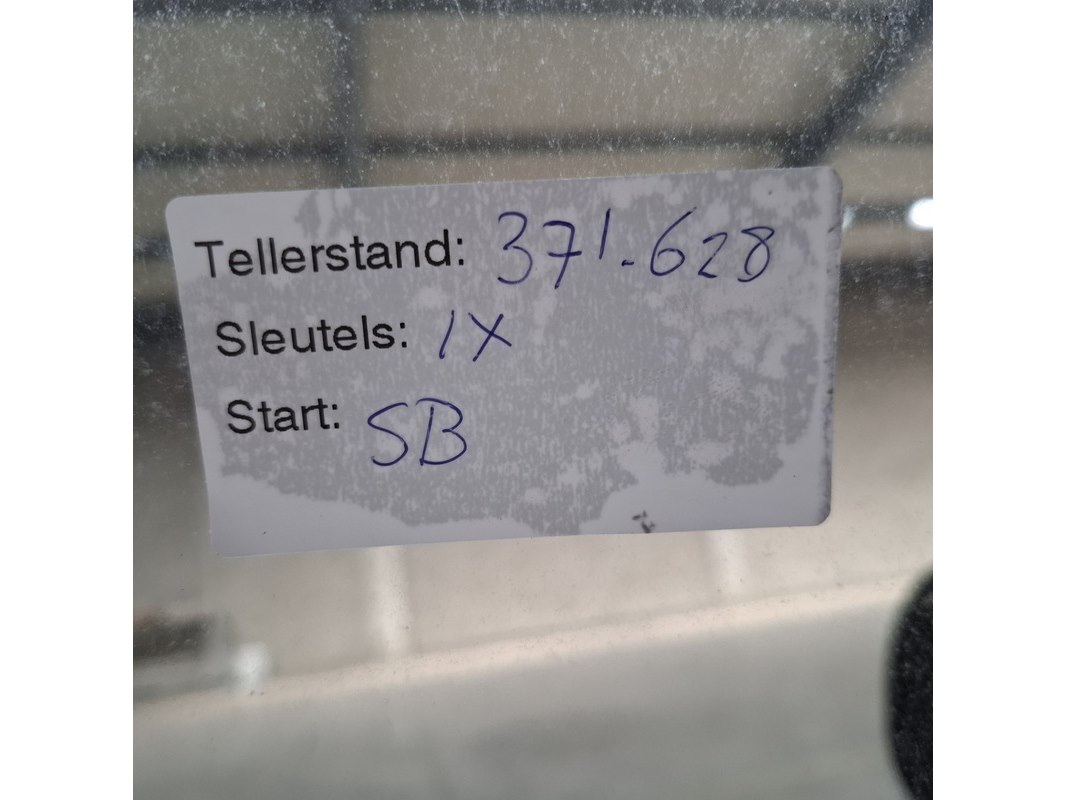 Tellerstand: 371.628
Sleutels: 1X
Start: SB